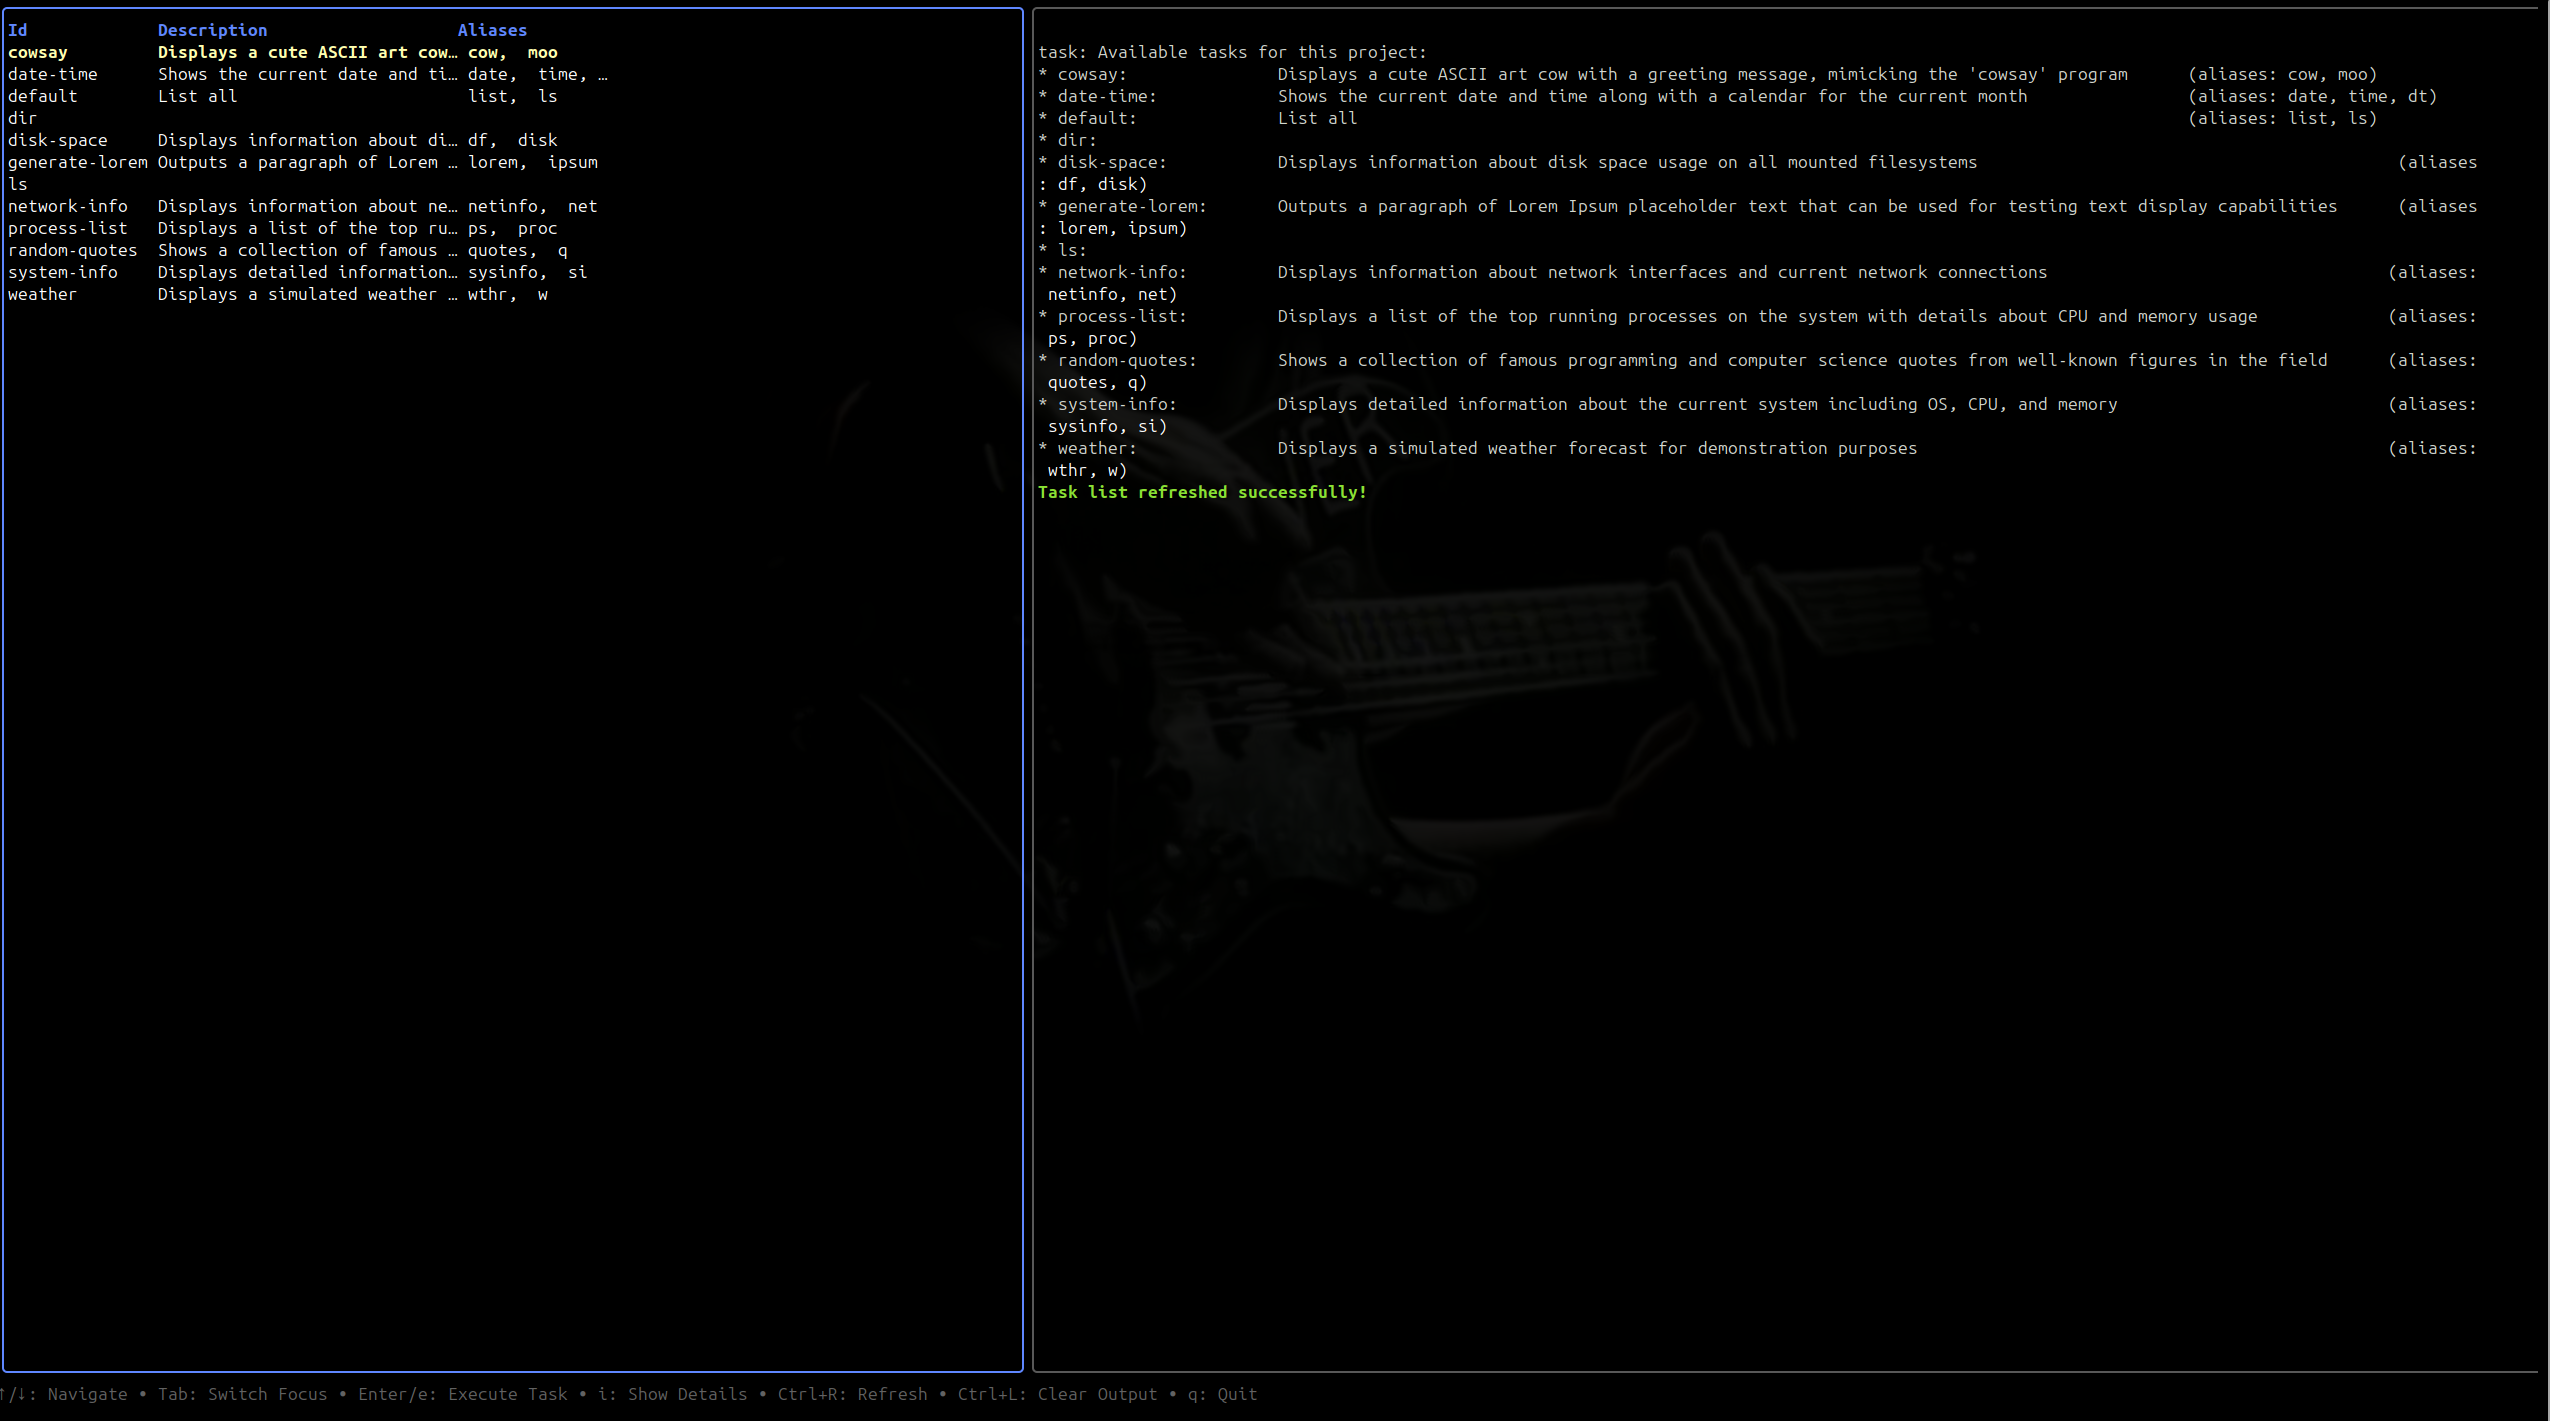 Id Description Aliases
cowsay Displays a cute ASCII art cow… cow, moo
date-time Shows the current date and ti… date, time, …
default List all list, ls
dir
disk-space Displays information about di… df, disk
generate-lorem Outputs a paragraph of Lorem … lorem, ipsum
ls
network-info Displays information about ne… netinfo, net
process-list Displays a list of the top ru… ps, proc
random-quotes Shows a collection of famous … quotes, q
system-info Displays detailed information… sysinfo, si
weather Displays a simulated weather … wthr, w
task: Available tasks for this project:
* cowsay: Displays a cute ASCII art cow with a greeting message, mimicking the 'cowsay' program (aliases: cow, moo)
* date-time: Shows the current date and time along with a calendar for the current month (aliases: date, time, dt)
* default: List all (aliases: list, ls)
* dir:
* disk-space: Displays information about disk space usage on all mounted filesystems (aliases
: df, disk)
* generate-lorem: Outputs a paragraph of Lorem Ipsum placeholder text that can be used for testing text display capabilities (aliases
: lorem, ipsum)
* ls:
* network-info: Displays information about network interfaces and current network connections (aliases:
netinfo, net)
* process-list: Displays a list of the top running processes on the system with details about CPU and memory usage (aliases:
ps, proc)
* random-quotes: Shows a collection of famous programming and computer science quotes from well-known figures in the field (aliases:
quotes, q)
* system-info: Displays detailed information about the current system including OS, CPU, and memory (aliases:
sysinfo, si)
* weather: Displays a simulated weather forecast for demonstration purposes (aliases:
wthr, w)
Task list refreshed successfully!
↑/↓: Navigate • Tab: Switch Focus • Enter/e: Execute Task • i: Show Details • Ctrl+R: Refresh • Ctrl+L: Clear Output • q: Quit